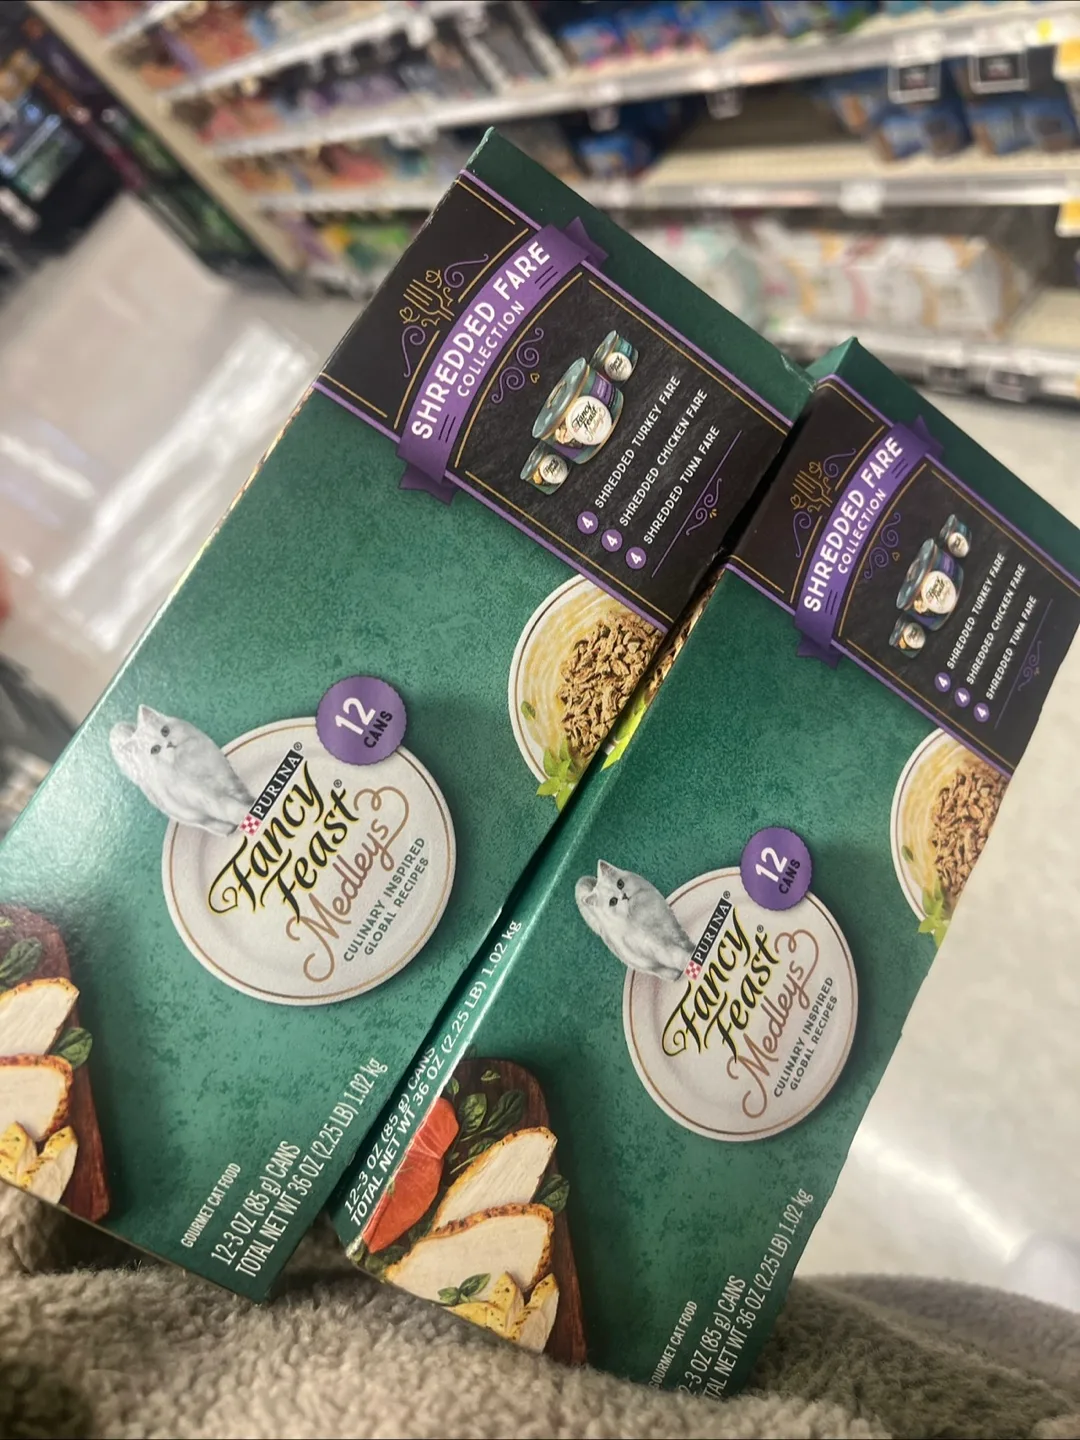 SHREDDED FARE
COLLECTION
4 SHREDDED TURKEY FARE
4 SHREDDED CHICKEN FARE
4 SHREDDED TUNA FARE
12
CANS
PURINA®
Fancy
Feast®
Medleys
CULINARY INSPIRED
GLOBAL RECIPES
GOURMET CAT FOOD
12-3 OZ (85 g) CANS
TOTAL NET WT 36 OZ (2.25 LB) 1.02 kg
12-3 OZ (85 g) CANS
TOTAL NET WT 36 OZ (2.25 LB) 1.02 kg
SHREDDED FARE
COLLECTION
4 SHREDDED TURKEY FARE
4 SHREDDED CHICKEN FARE
4 SHREDDED TUNA FARE
12
CANS
PURINA®
Fancy
Feast®
Medleys
CULINARY INSPIRED
GLOBAL RECIPES
GOURMET CAT FOOD
2-3 OZ (85 g) CANS
TAL NET WT 36 OZ (2.25 LB) 1.02 kg